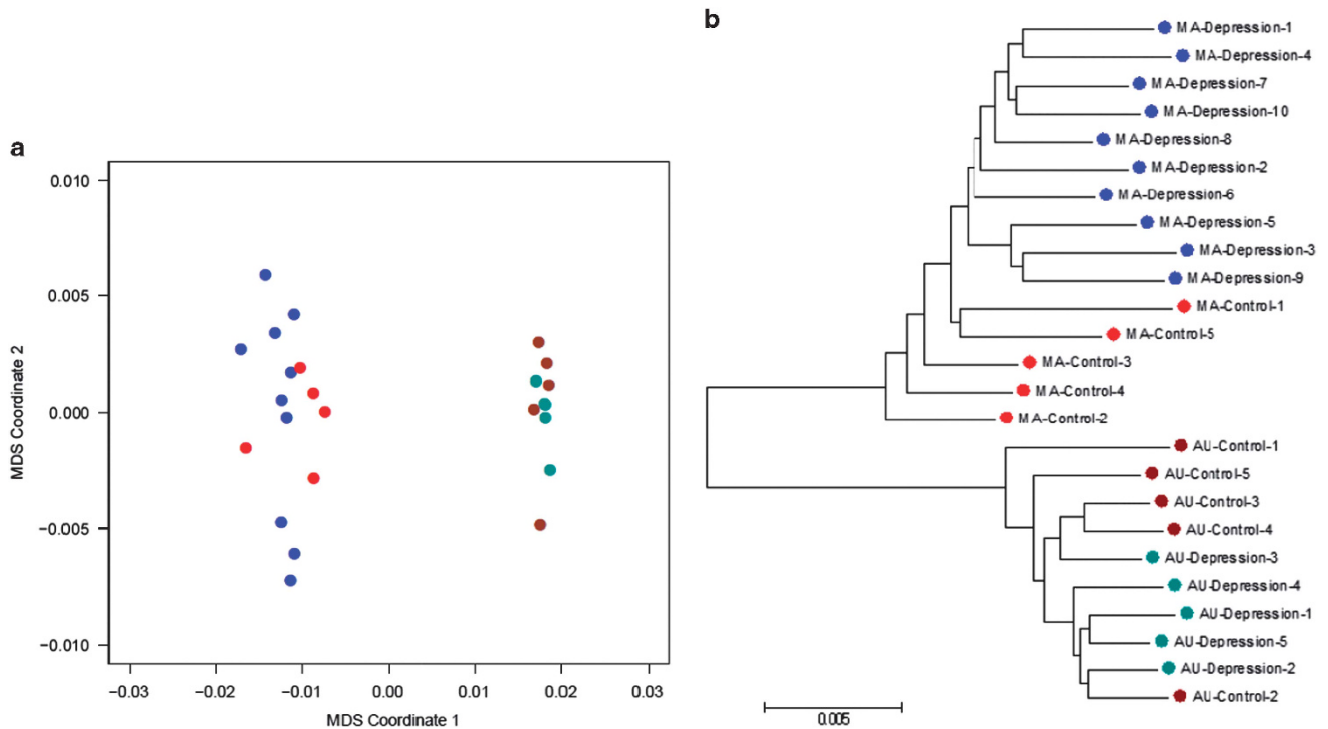 a
0.010
0.005
0.000
−0.005
−0.010
MDS Coordinate 2
−0.03 −0.02 −0.01 0.00 0.01 0.02 0.03
MDS Coordinate 1
b
MA-Depression-1
MA-Depression-4
MA-Depression-7
MA-Depression-10
MA-Depression-8
MA-Depression-2
MA-Depression-6
MA-Depression-5
MA-Depression-3
MA-Depression-9
MA-Control-1
MA-Control-5
MA-Control-3
MA-Control-4
MA-Control-2
AU-Control-1
AU-Control-5
AU-Control-3
AU-Control-4
AU-Depression-3
AU-Depression-4
AU-Depression-1
AU-Depression-5
AU-Depression-2
AU-Control-2
0.005